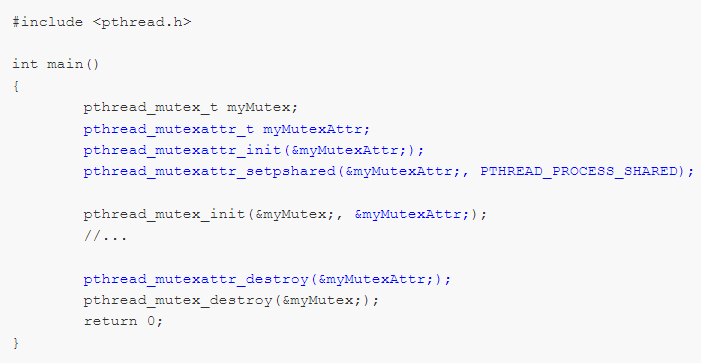 #include <pthread.h>
int main()
{
pthread_mutex_t myMutex;
pthread_mutexattr_t myMutexAttr;
pthread_mutexattr_init(&myMutexAttr;);
pthread_mutexattr_setpshared(&myMutexAttr;, PTHREAD_PROCESS_SHARED);
pthread_mutex_init(&myMutex;, &myMutexAttr;);
//...
pthread_mutexattr_destroy(&myMutexAttr;);
pthread_mutex_destroy(&myMutex;);
return 0;
}